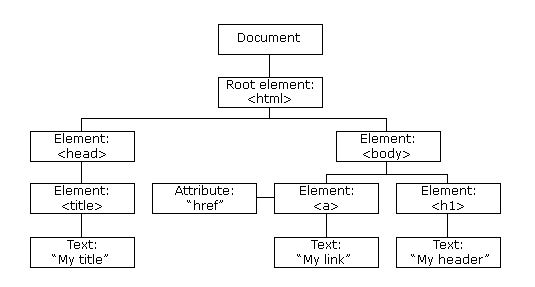 Document
Root element:
<html>
Element:
<head>
Element:
<body>
Element:
<title>
Attribute:
“href”
Element:
<a>
Element:
<h1>
Text:
“My title”
Text:
“My link”
Text:
“My header”